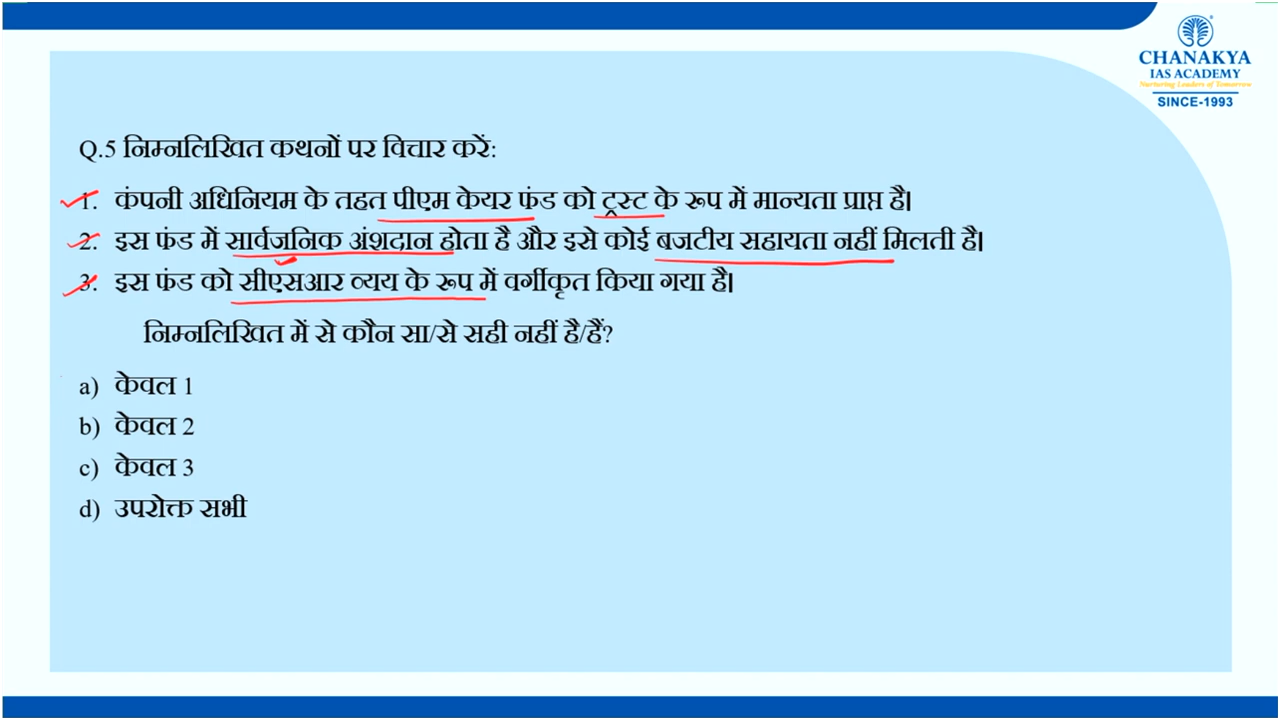 CHANAKYA
IAS ACADEMY
Nurturing Leaders of Tomorrow
SINCE-1993
Q.5 निम्नलिखित कथनों पर विचार करें:
1. कंपनी अधिनियम के तहत पीएम केयर फंड को ट्रस्ट के रूप में मान्यता प्राप्त है।
2. इस फंड में सार्वजनिक अंशदान होता है और इसे कोई बजटीय सहायता नहीं मिलती है।
3. इस फंड को सीएसआर व्यय के रूप में वर्गीकृत किया गया है।
निम्नलिखित में से कौन सा/से सही नहीं है/हैं?
a) केवल 1
b) केवल 2
c) केवल 3
d) उपरोक्त सभी